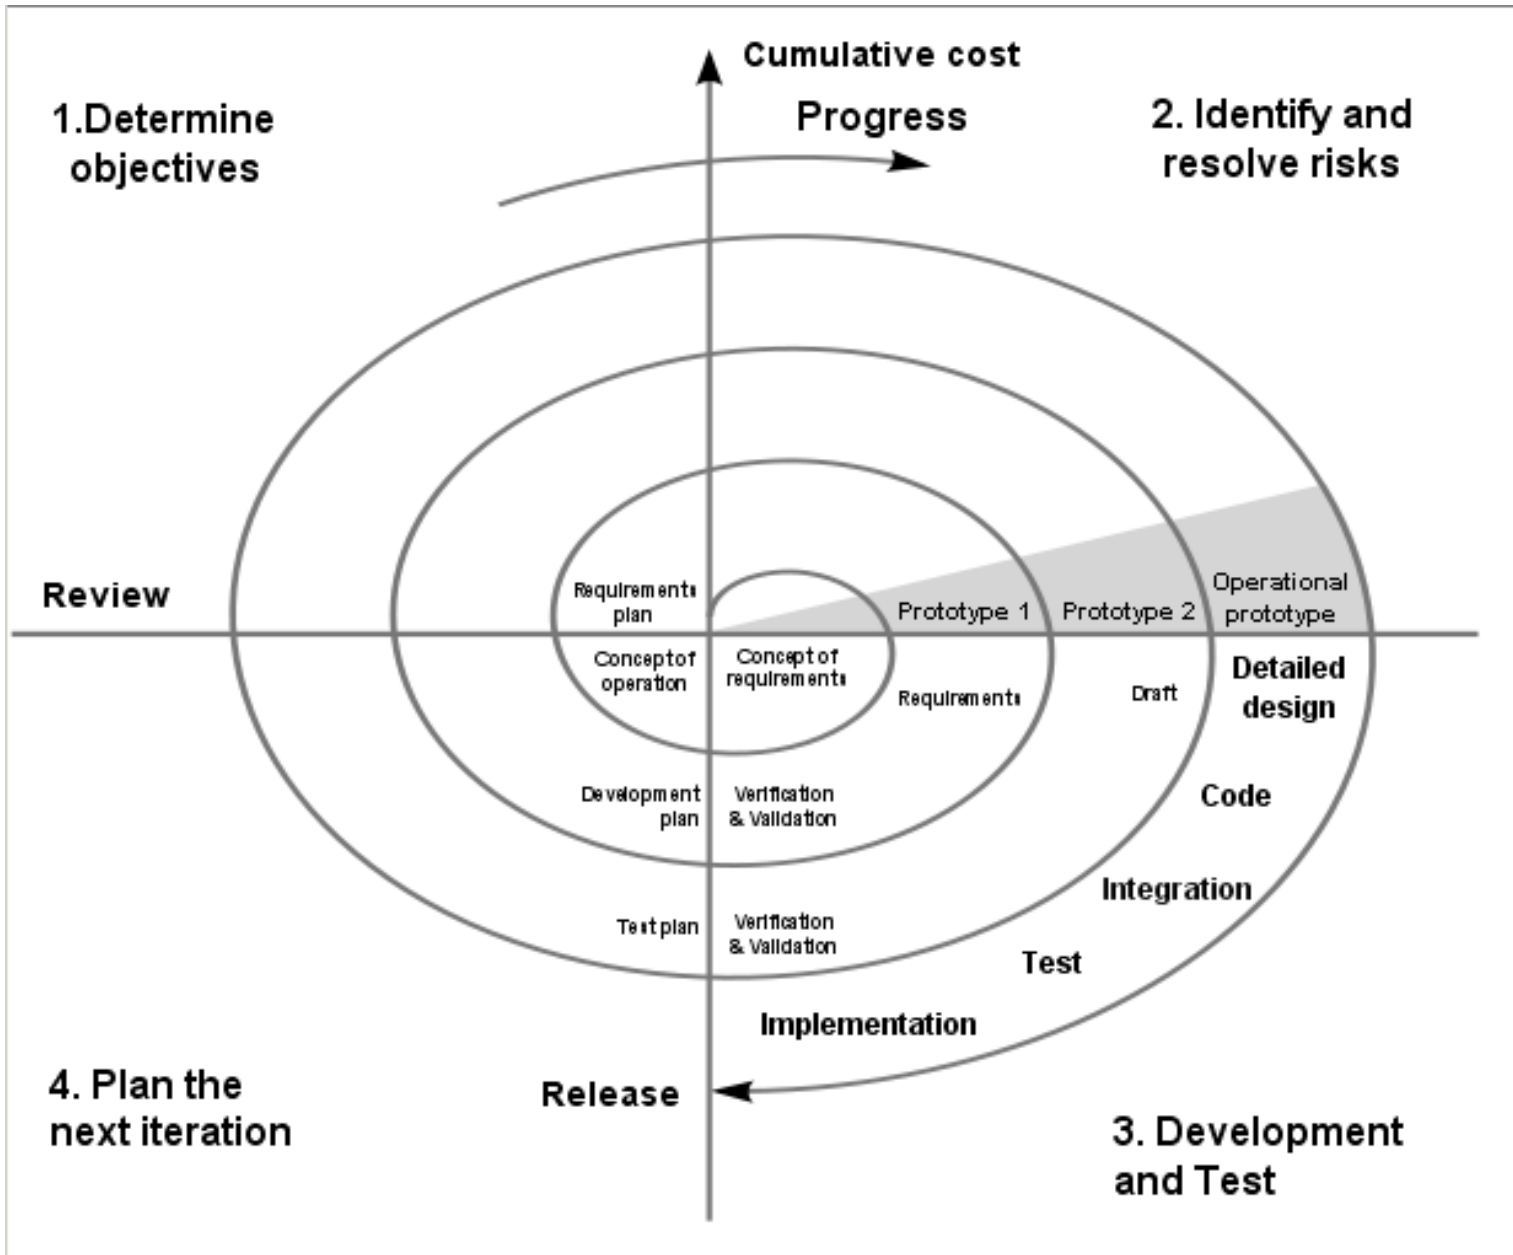 Cumulative cost
Progress
1.Determine
objectives
2. Identify and
resolve risks
Review
Requirements
plan
Prototype 1
Prototype 2
Operational
prototype
Concept of
operation
Concept of
requirements
Requirements
Draft
Detailed
design
Development
plan
Verification
& Validation
Code
Integration
Test plan
Verification
& Validation
Test
Implementation
Release
4. Plan the
next iteration
3. Development
and Test